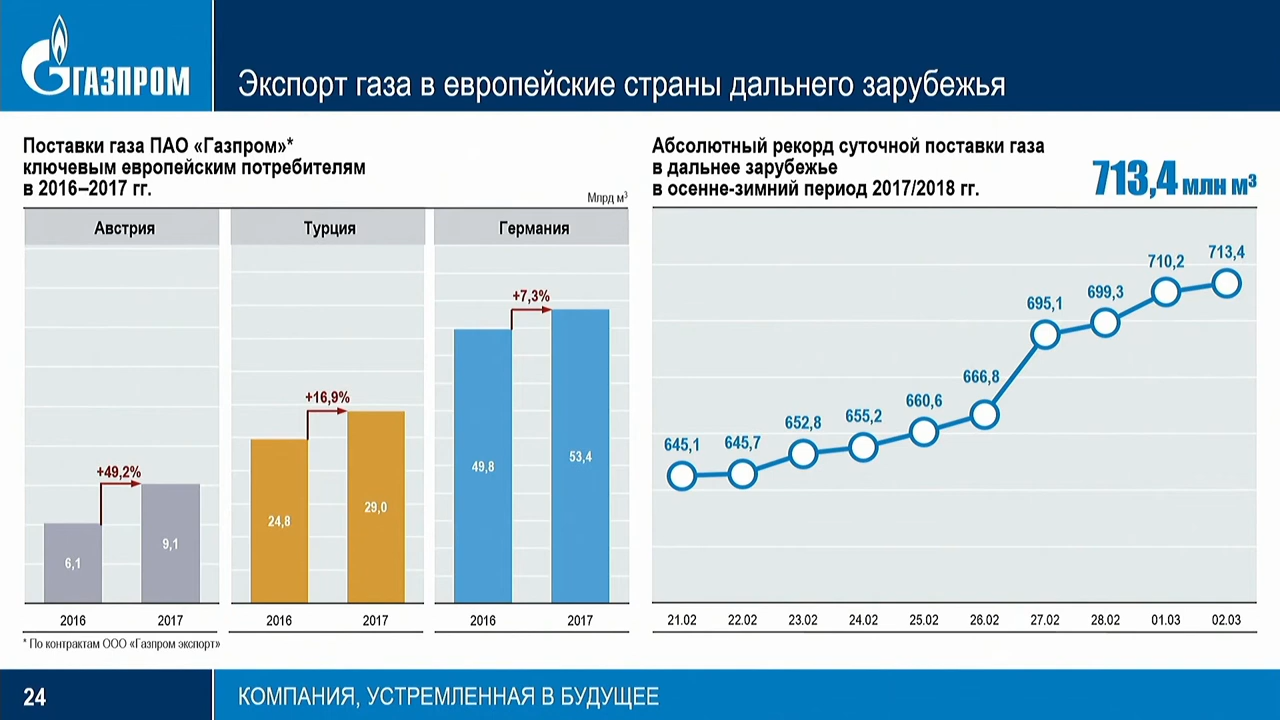 ГАЗПРОМ
Экспорт газа в европейские страны дальнего зарубежья
Поставки газа ПАО «Газпром»*
ключевым европейским потребителям
в 2016–2017 гг.
Млрд м³
Австрия
Турция
Германия
+49,2%
6,1
9,1
2016
2017
+16,9%
24,8
29,0
2016
2017
+7,3%
49,8
53,4
2016
2017
* По контрактам ООО «Газпром экспорт»
Абсолютный рекорд суточной поставки газа
в дальнее зарубежье
в осенне-зимний период 2017/2018 гг.
713,4 млн м³
645,1
645,7
652,8
655,2
660,6
666,8
695,1
699,3
710,2
713,4
21.02
22.02
23.02
24.02
25.02
26.02
27.02
28.02
01.03
02.03
24
КОМПАНИЯ, УСТРЕМЛЕННАЯ В БУДУЩЕЕ